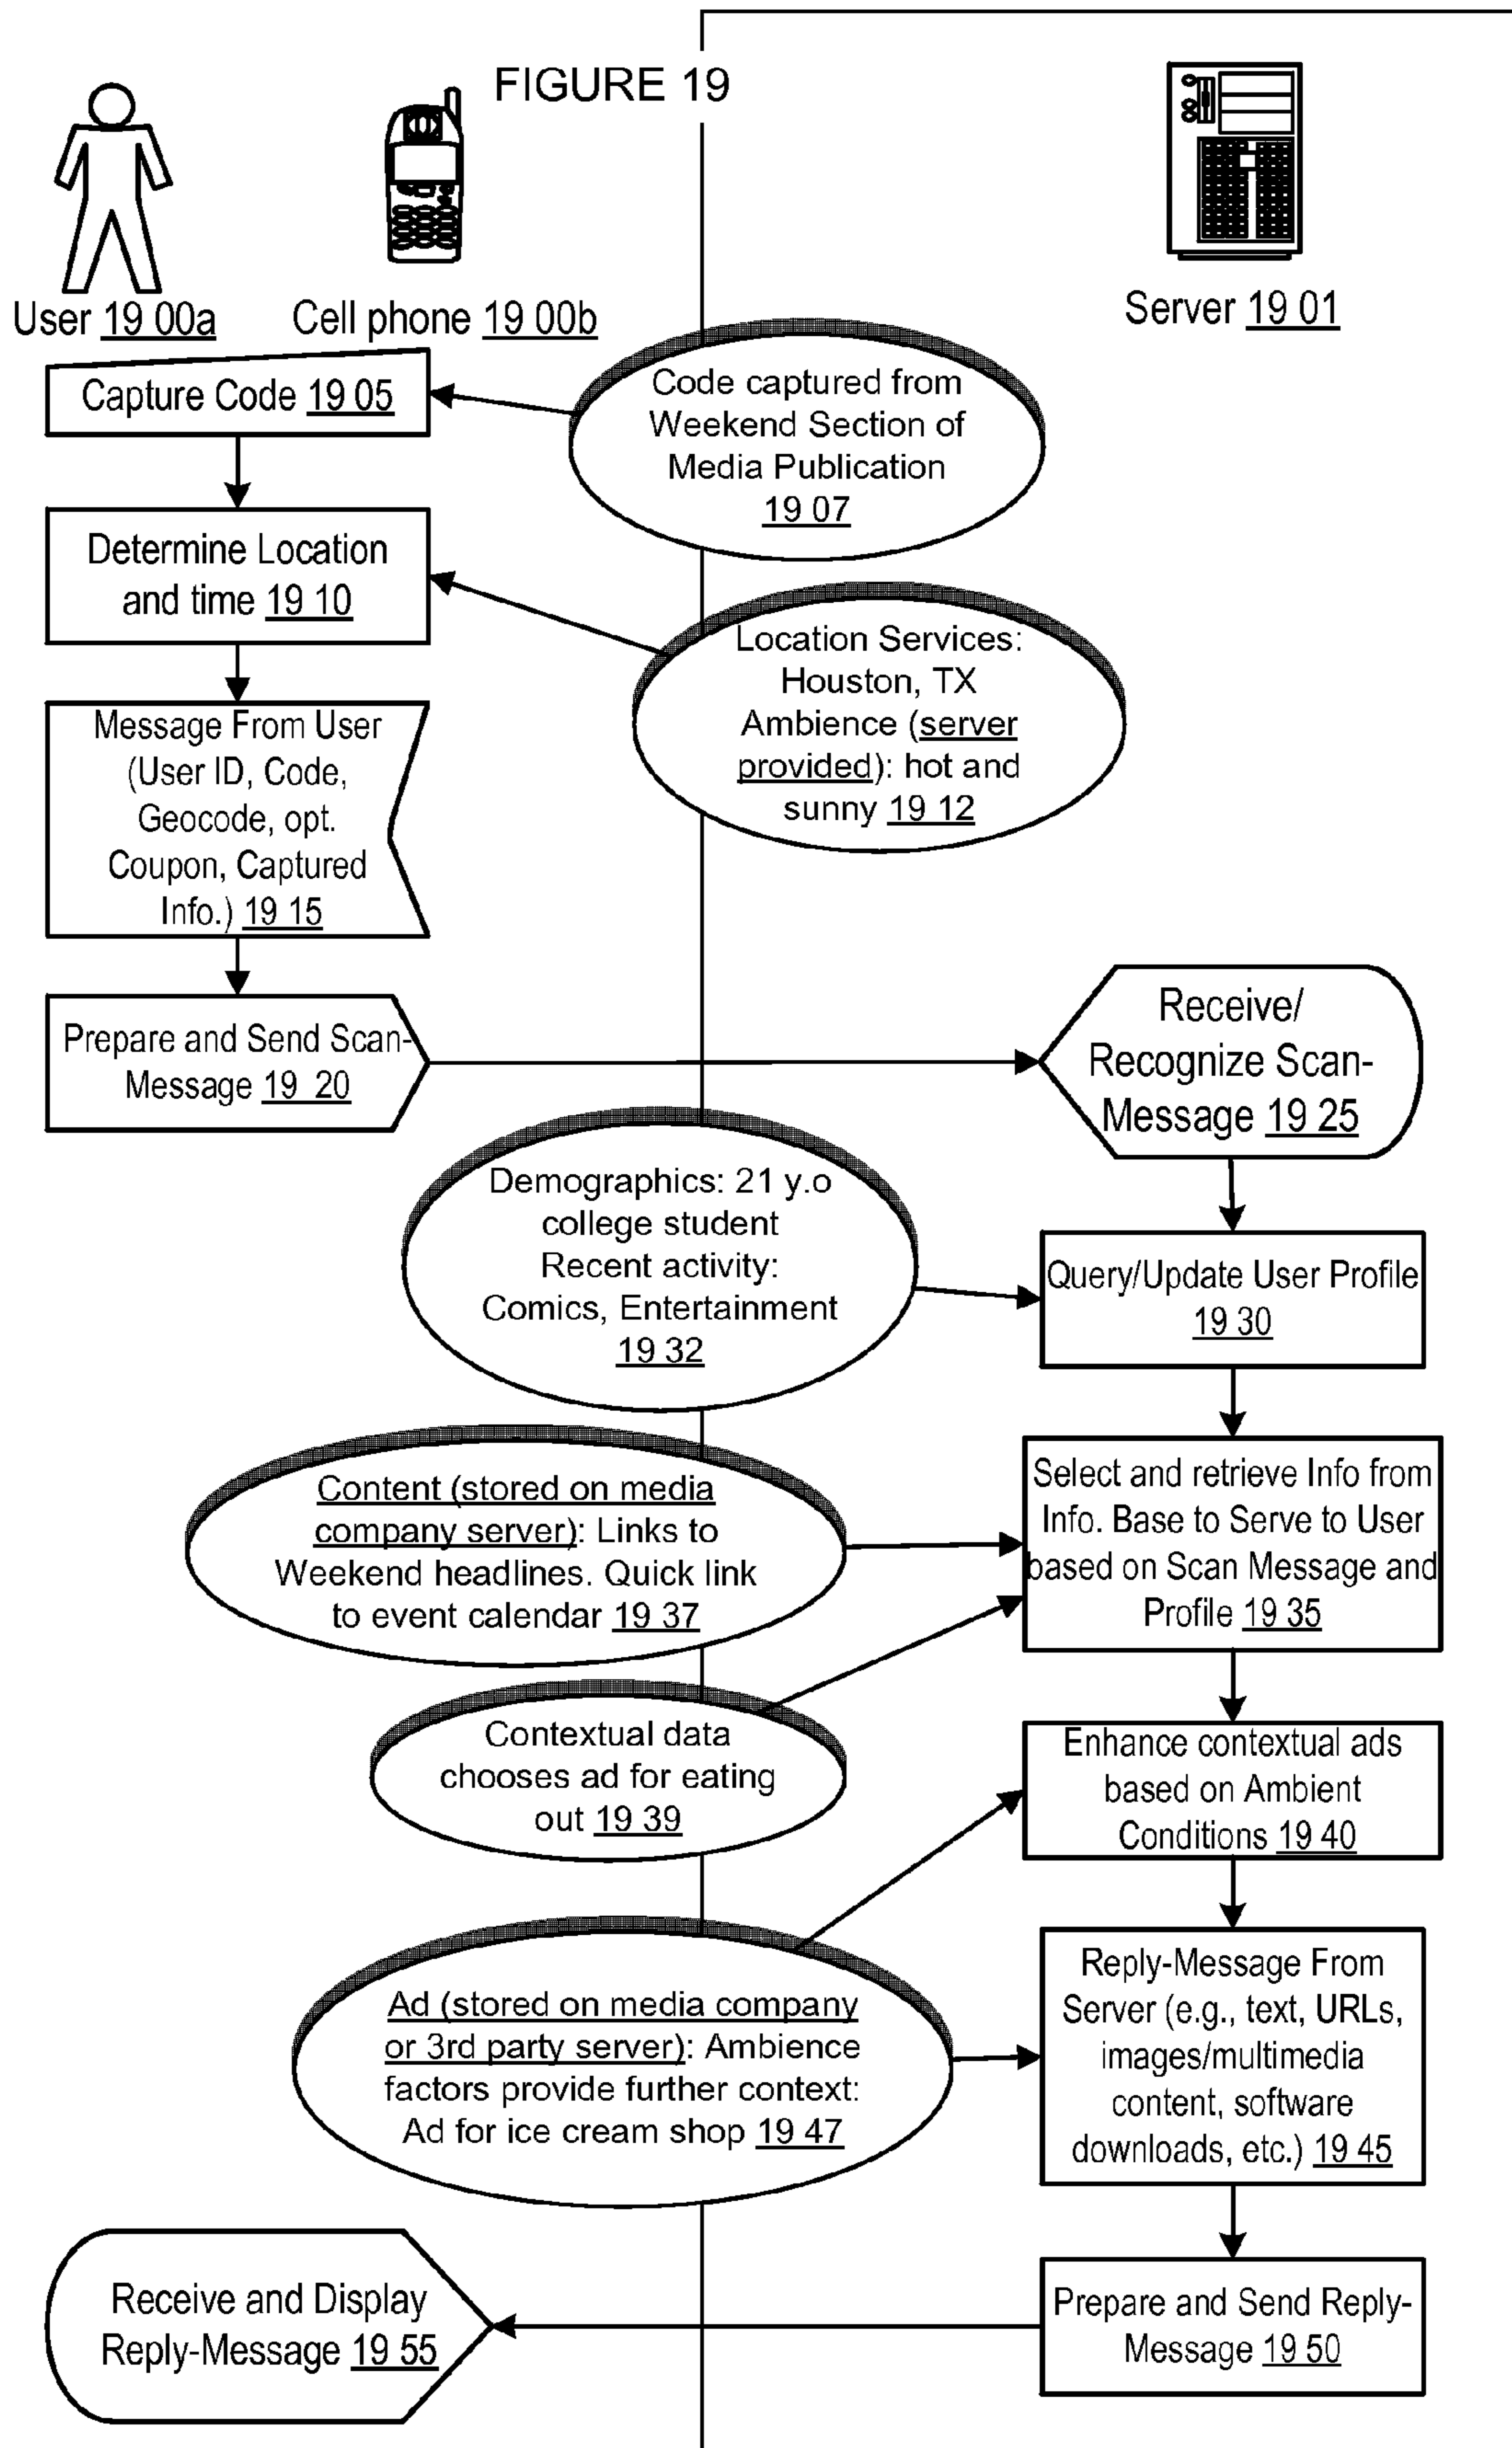 FIGURE 19
User 19 00a
Cell phone 19 00b
Server 19 01
Capture Code 19 05
Code captured from
Weekend Section of
Media Publication
19 07
Determine Location
and time 19 10
Location Services:
Houston, TX
Ambience (server
provided): hot and
sunny 19 12
Message From User
(User ID, Code,
Geocode, opt.
Coupon, Captured
Info.) 19 15
Prepare and Send Scan-
Message 19 20
Receive/
Recognize Scan-
Message 19 25
Demographics: 21 y.o
college student
Recent activity:
Comics, Entertainment
19 32
Query/Update User Profile
19 30
Content (stored on media
company server): Links to
Weekend headlines. Quick link
to event calendar 19 37
Select and retrieve Info from
Info. Base to Serve to User
based on Scan Message and
Profile 19 35
Contextual data
chooses ad for eating
out 19 39
Enhance contextual ads
based on Ambient
Conditions 19 40
Ad (stored on media company
or 3rd party server): Ambience
factors provide further context:
Ad for ice cream shop 19 47
Reply-Message From
Server (e.g., text, URLs,
images/multimedia
content, software
downloads, etc.) 19 45
Receive and Display
Reply-Message 19 55
Prepare and Send Reply-
Message 19 50